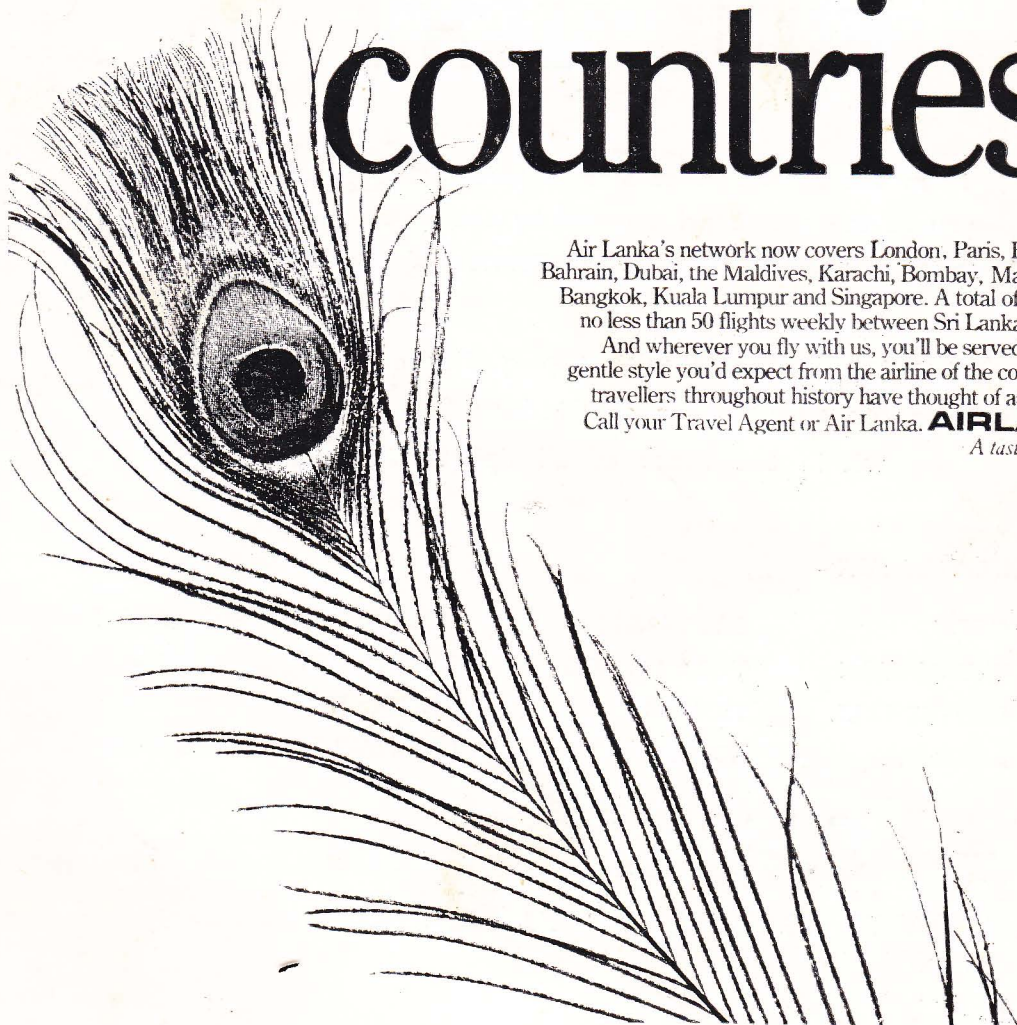 countries
Air Lanka's network now covers London, Paris,
Bahrain, Dubai, the Maldives, Karachi, Bombay,
Bangkok, Kuala Lumpur and Singapore. A total of
no less than 50 flights weekly between Sri Lanka
And wherever you fly with us, you'll be served
gentle style you'd expect from the airline of the
travellers throughout history have thought of
Call your Travel Agent or Air Lanka.
A